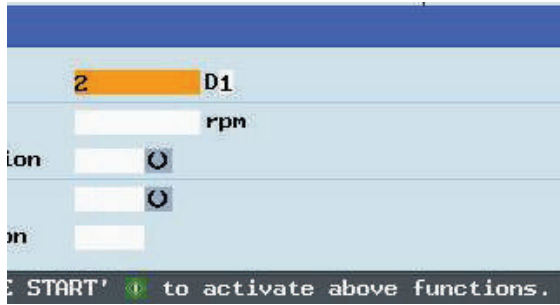 2 D1
rpm
ion
on
E START' to activate above functions.